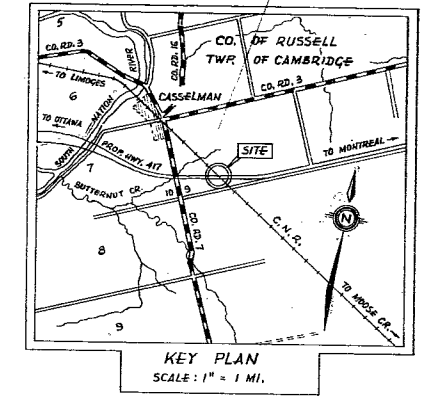 5
CO. RD. 3
RIVER
CO. RD. 16
CO. OF RUSSELL
TWP. OF CAMBRIDGE
CO. RD. 3
TO LIMOGES
6
CASSELMAN
NATION
TO OTTAWA
SOUTH
PROP. HWY. 417
SITE
TO MONTREAL
7
BUTTERNUT CR.
10
9
CO. RD. 7
N
C.N.R.
8
TO MOOSE CR.
9
KEY PLAN
SCALE: 1" = 1 MI.